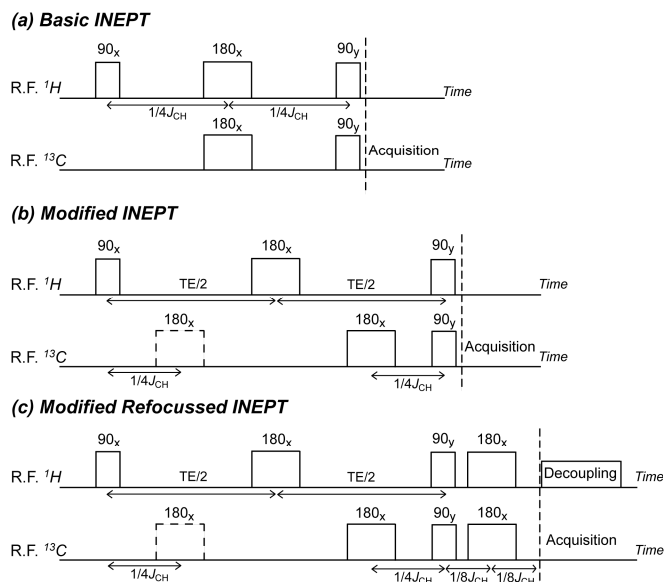 (a) Basic INEPT
90x 180x 90y
R.F. 1H Time
1/4JCH 1/4JCH
180x 90y
R.F. 13C Acquisition Time
(b) Modified INEPT
90x 180x 90y
R.F. 1H TE/2 TE/2 Time
180x 180x 90y
R.F. 13C Acquisition Time
1/4JCH 1/4JCH
(c) Modified Refocussed INEPT
90x 180x 90y 180x
R.F. 1H TE/2 TE/2 Decoupling Time
180x 180x 90y 180x
R.F. 13C Acquisition Time
1/4JCH 1/4JCH 1/8JCH 1/8JCH